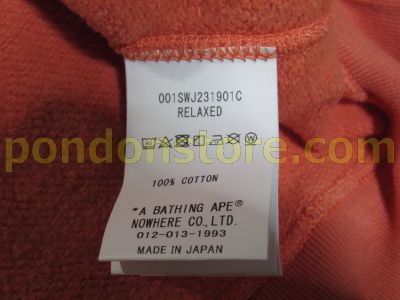 001SWJ231901C
RELAXED
pondonstore.com
100% COTTON
*A BATHING APE®
NOWHERE CO.,LTD.
012-013-1993
MADE IN JAPAN